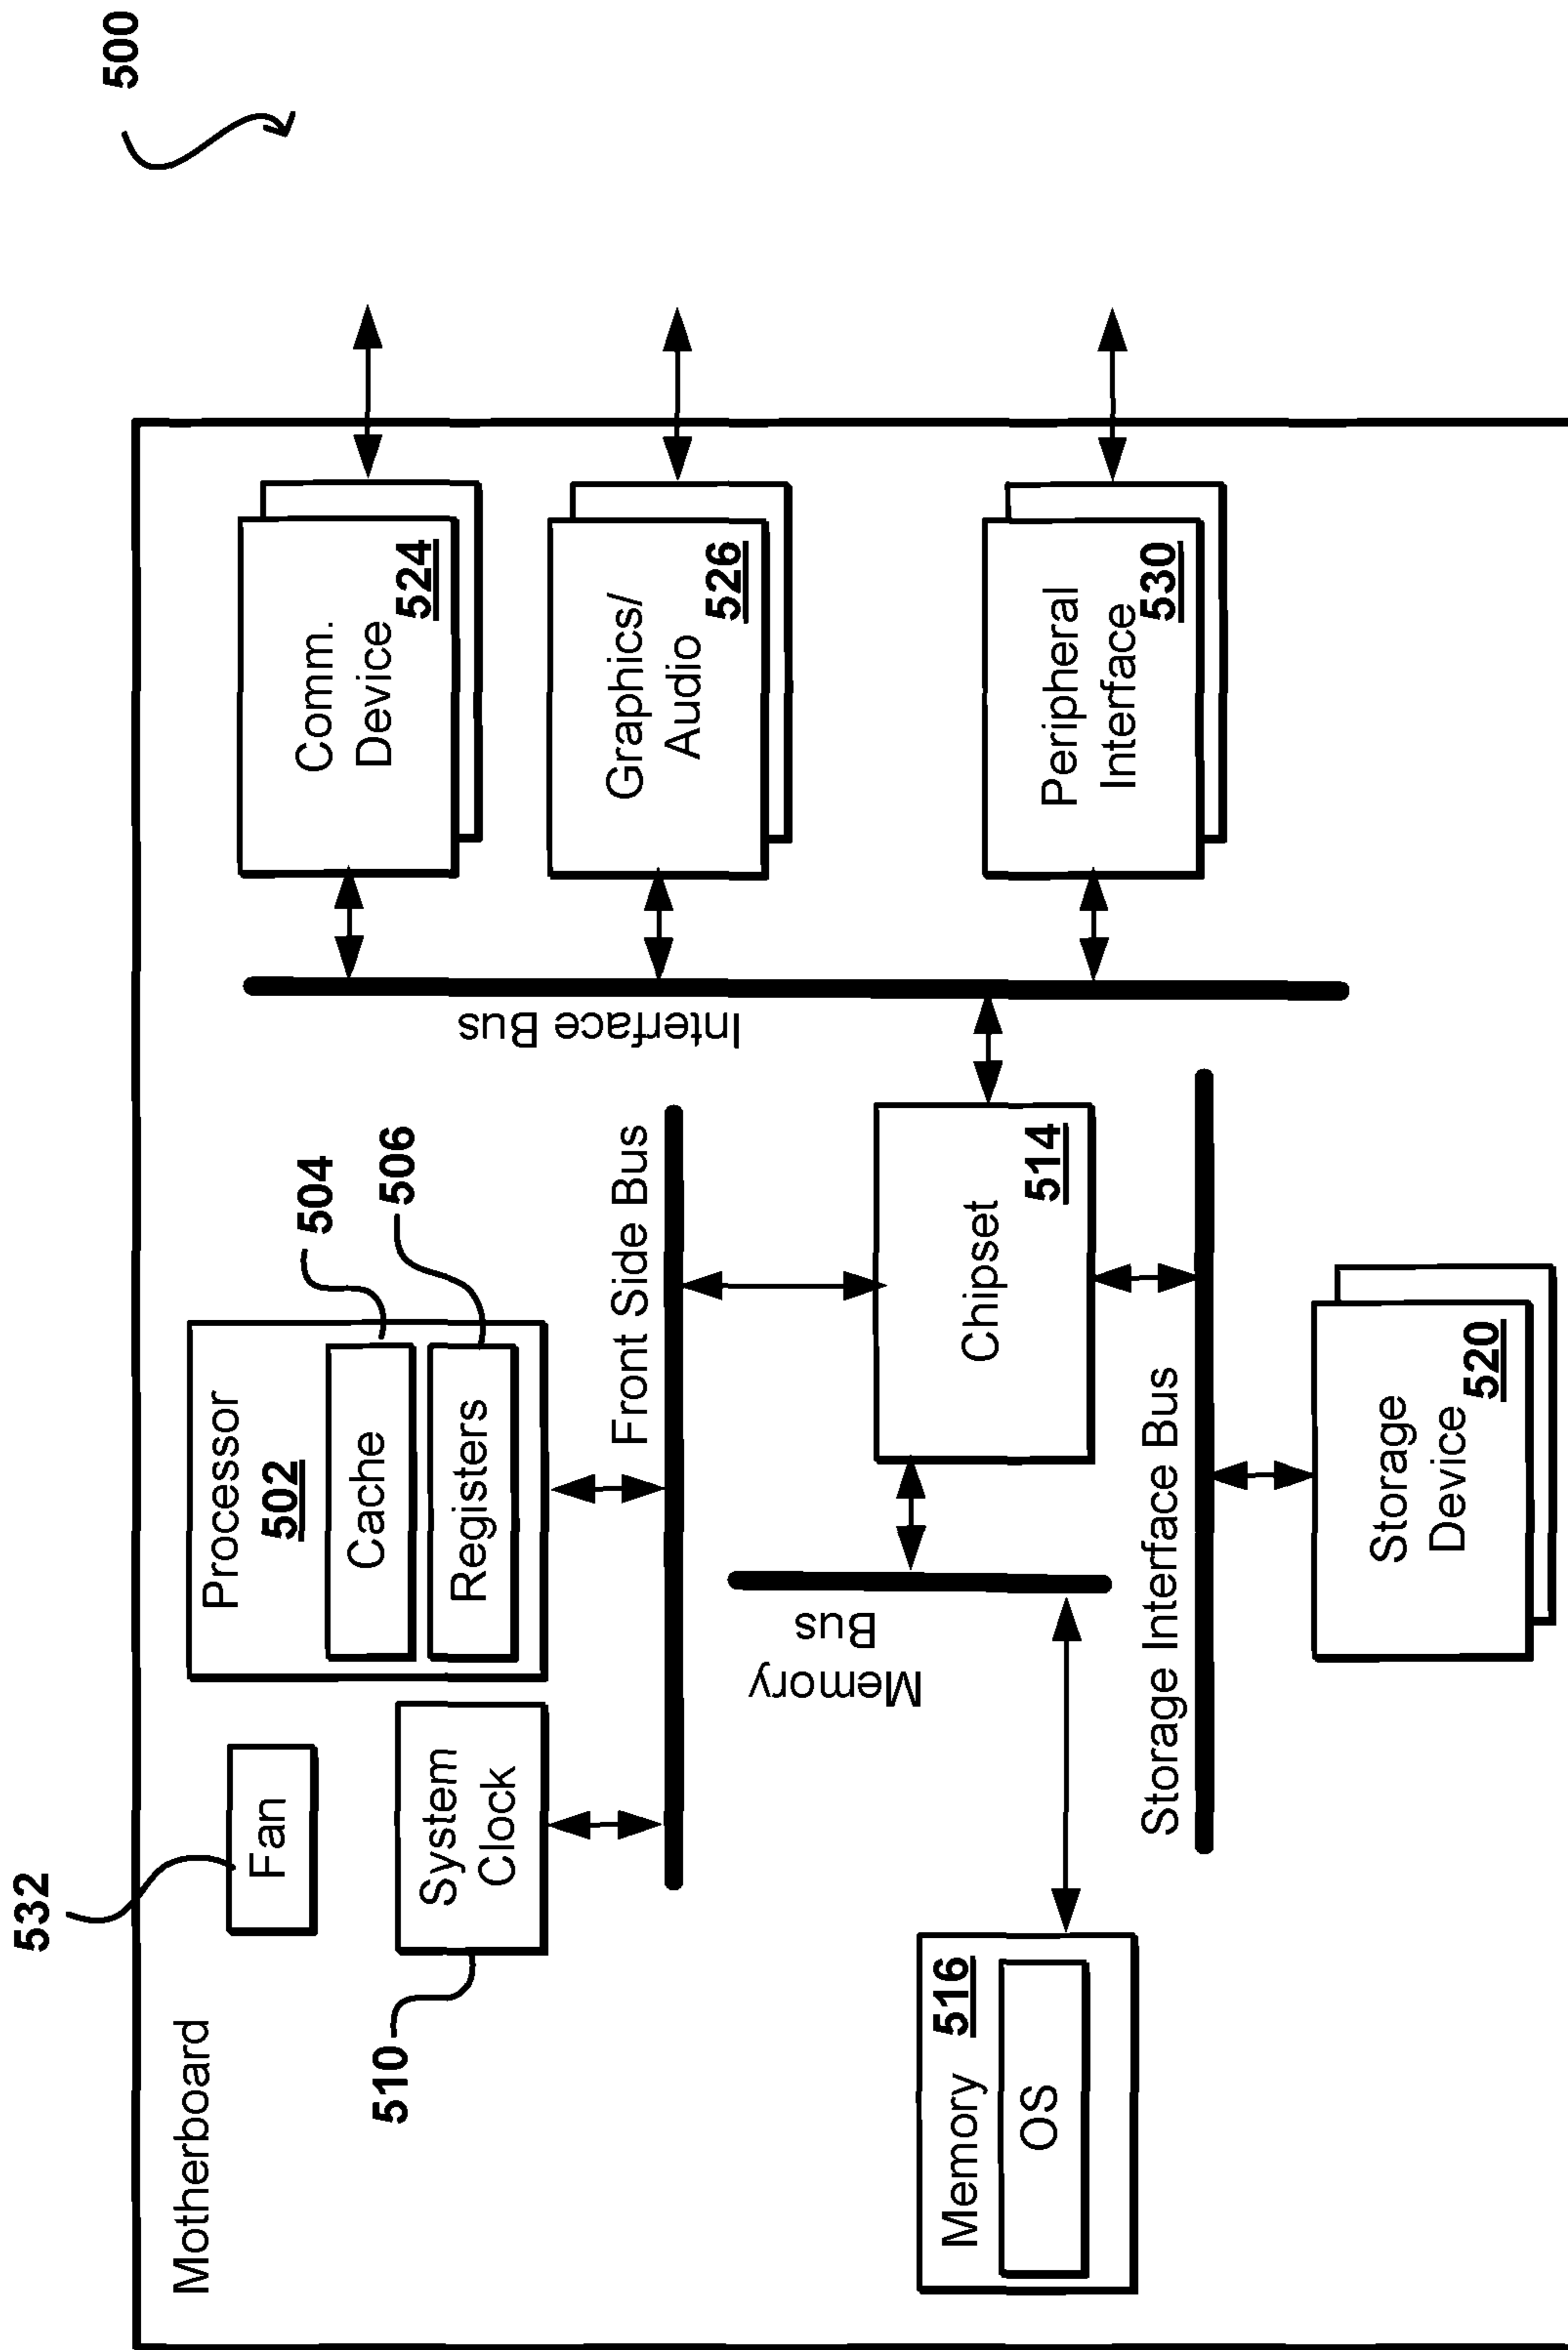 500
Motherboard
532
Fan
Processor
502
Cache
504
Registers
506
System
Clock
510
Front Side Bus
Comm.
Device
524
Graphics/
Audio
526
Peripheral
Interface
530
Interface Bus
Chipset
514
Memory
Bus
Memory
516
OS
Storage Interface Bus
Storage
Device
520